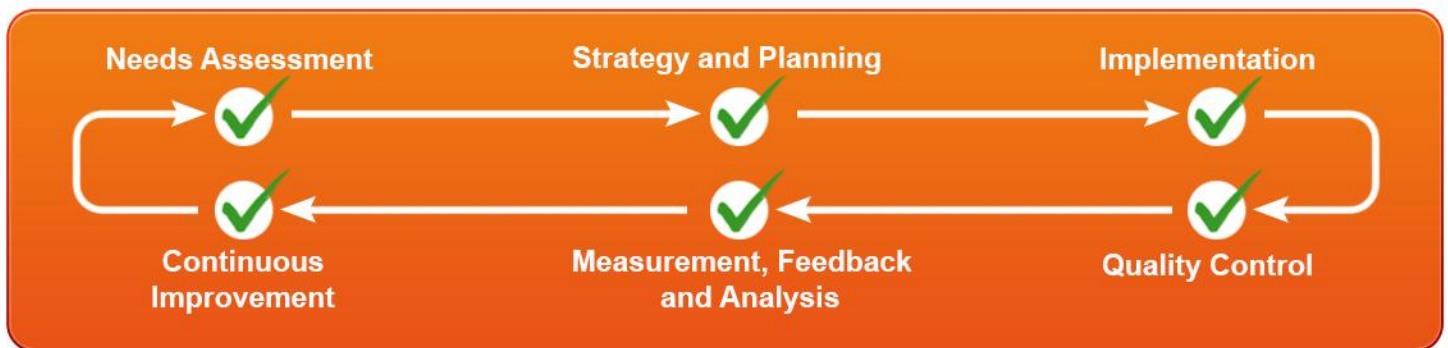 Needs Assessment
Strategy and Planning
Implementation
Continuous
Improvement
Measurement, Feedback
and Analysis
Quality Control